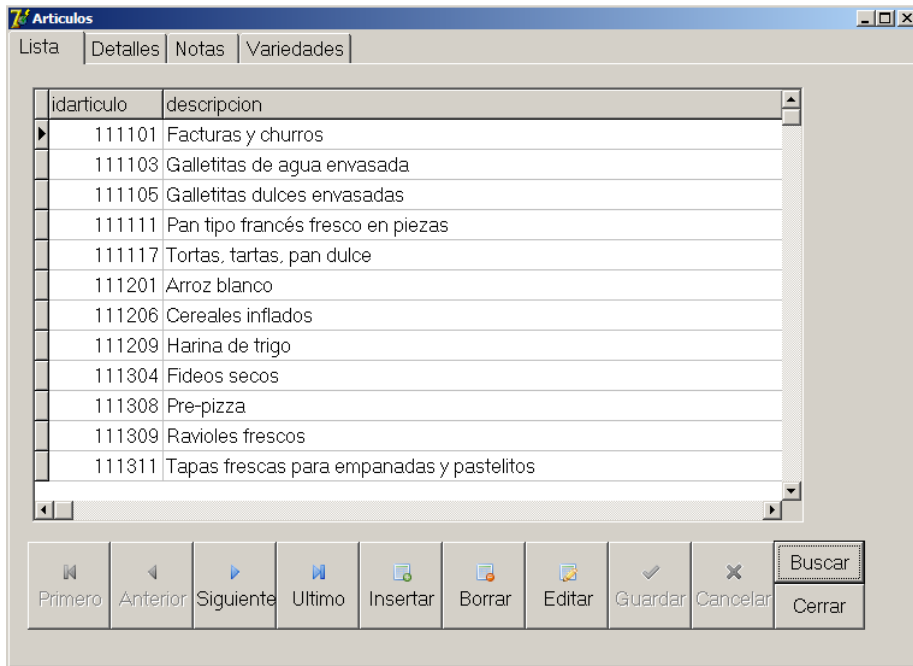 Articulos
Lista Detalles Notas Variedades
idarticulo descripcion
111101 Facturas y churros
111103 Galletitas de agua envasada
111105 Galletitas dulces envasadas
111111 Pan tipo francés fresco en piezas
111117 Tortas, tartas, pan dulce
111201 Arroz blanco
111206 Cereales inflados
111209 Harina de trigo
111304 Fideos secos
111308 Pre-pizza
111309 Ravioles frescos
111311 Tapas frescas para empanadas y pastelitos
Primero Anterior Siguiente Ultimo Insertar Borrar Editar Guardar Cancelar Buscar
Cerrar